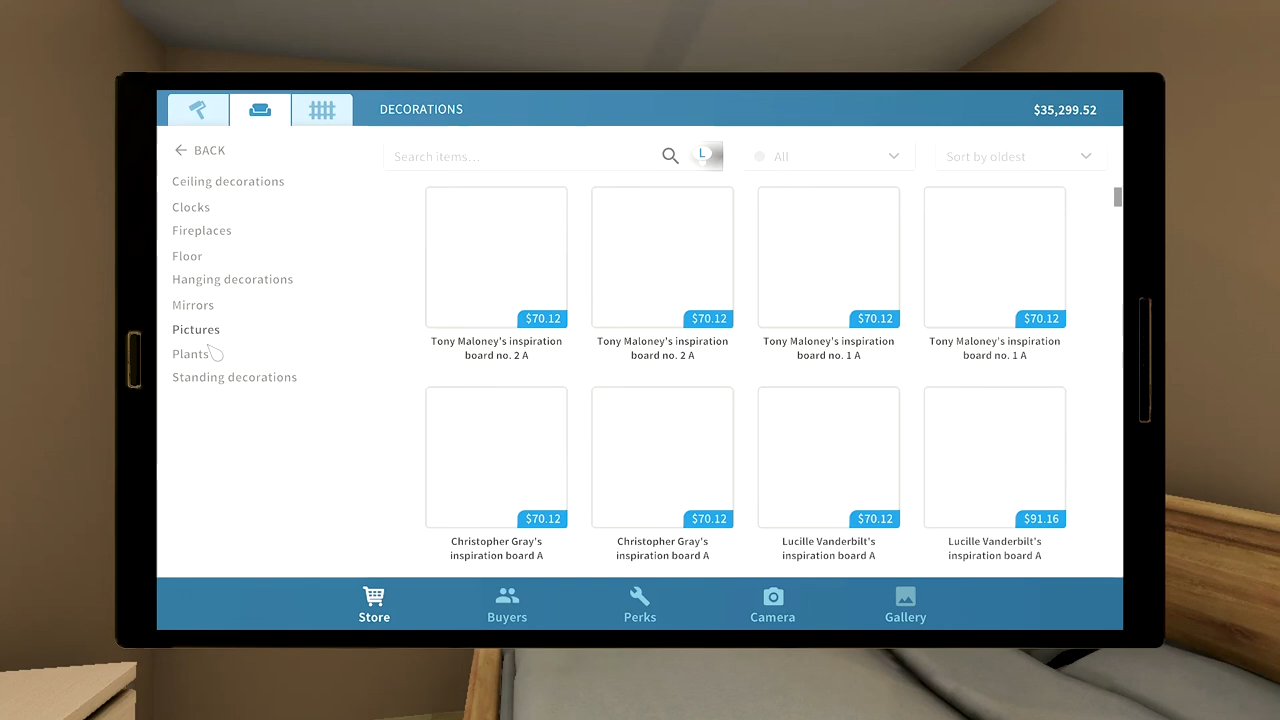 DECORATIONS
$35,299.52
BACK
Search items...
L
All
Sort by oldest
Ceiling decorations
Clocks
Fireplaces
Floor
Hanging decorations
Mirrors
Pictures
Plants
Standing decorations
$70.12
$70.12
$70.12
$70.12
Tony Maloney's inspiration
board no. 2 A
Tony Maloney's inspiration
board no. 2 A
Tony Maloney's inspiration
board no. 1 A
Tony Maloney's inspiration
board no. 1 A
$70.12
$70.12
$70.12
$91.16
Christopher Gray's
inspiration board A
Christopher Gray's
inspiration board A
Lucille Vanderbilt's
inspiration board A
Lucille Vanderbilt's
inspiration board A
Store
Buyers
Perks
Camera
Gallery